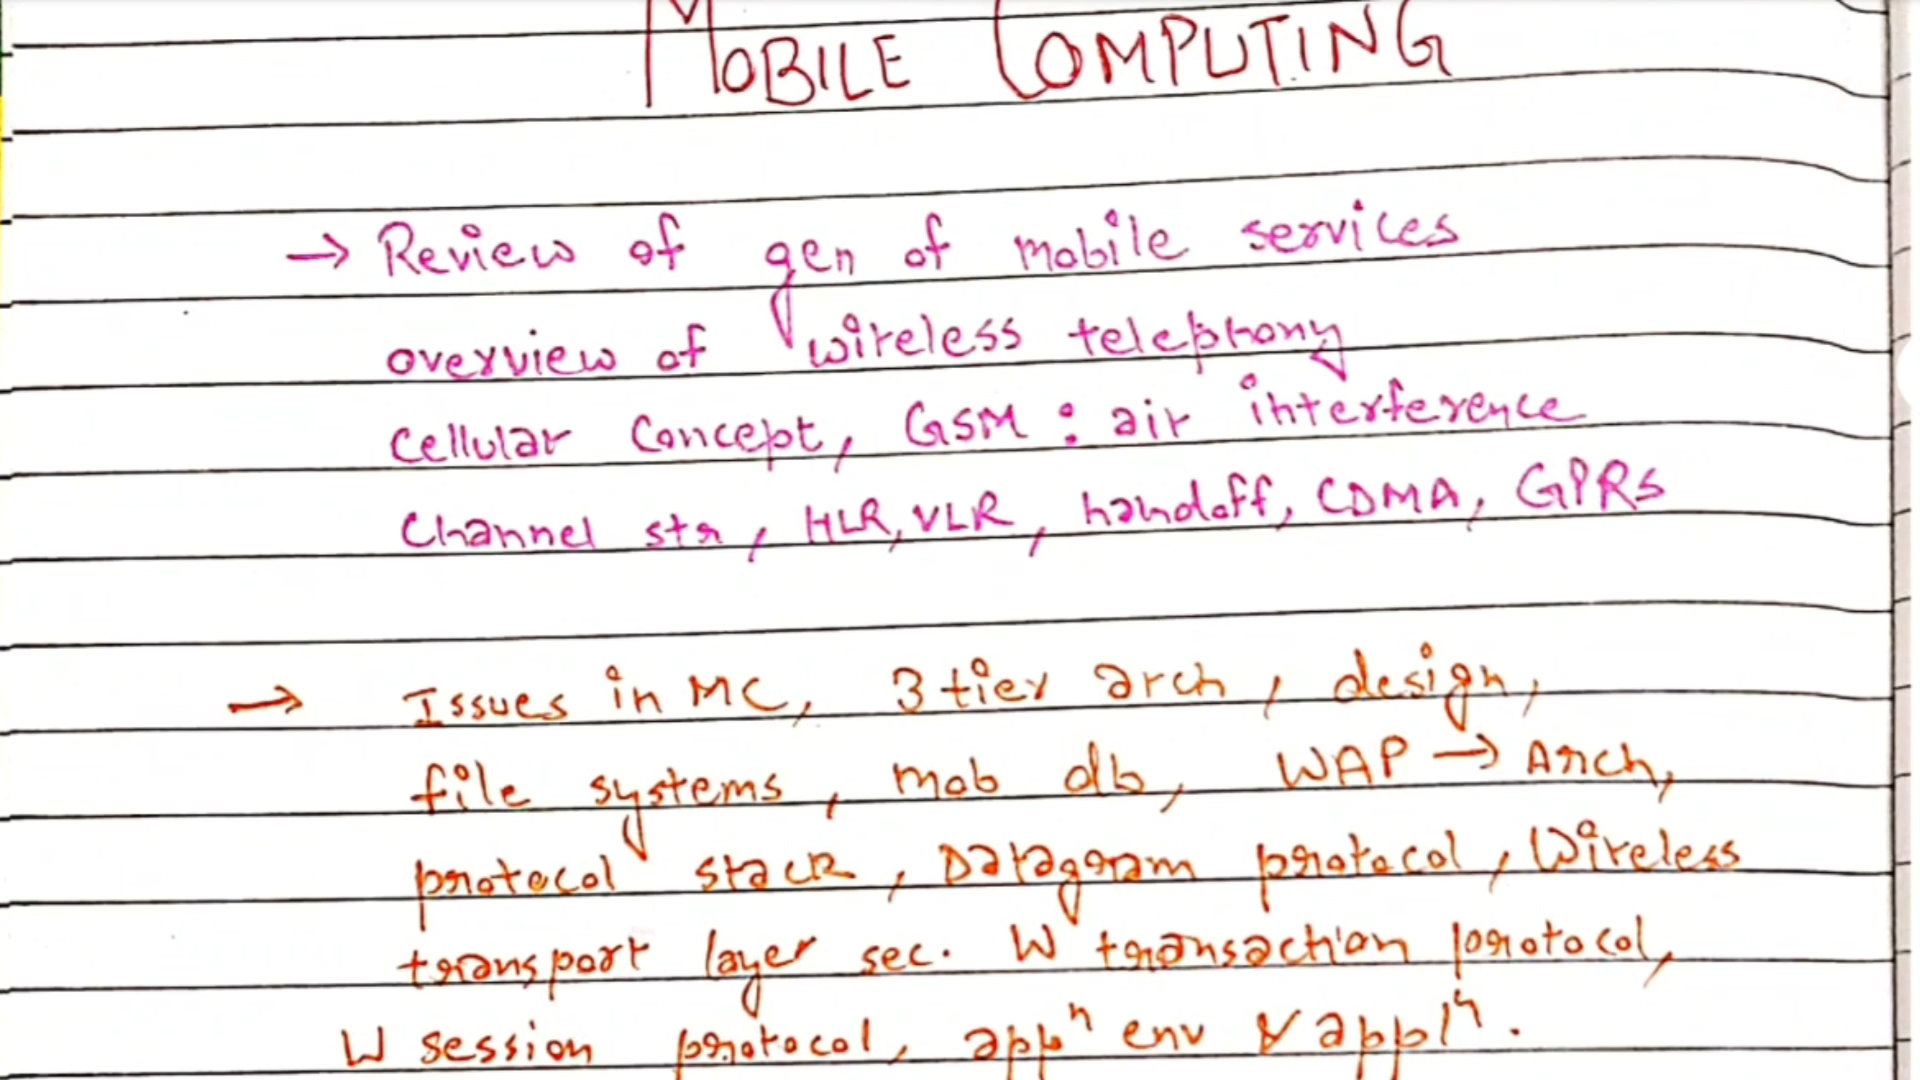 MOBILE COMPUTING
→ Review of gen of mobile services
overview of wireless telephony
Cellular Concept, GSM : air interference
Channel str, HLR, VLR, handoff, CDMA, GPRS
→ Issues in MC, 3 tier arch, design,
file systems, mob db, WAP → Arch,
protocol stack, Datagram protocol, Wireless
transport layer sec. W transaction protocol,
W session protocol, appⁿ env & applⁿ.